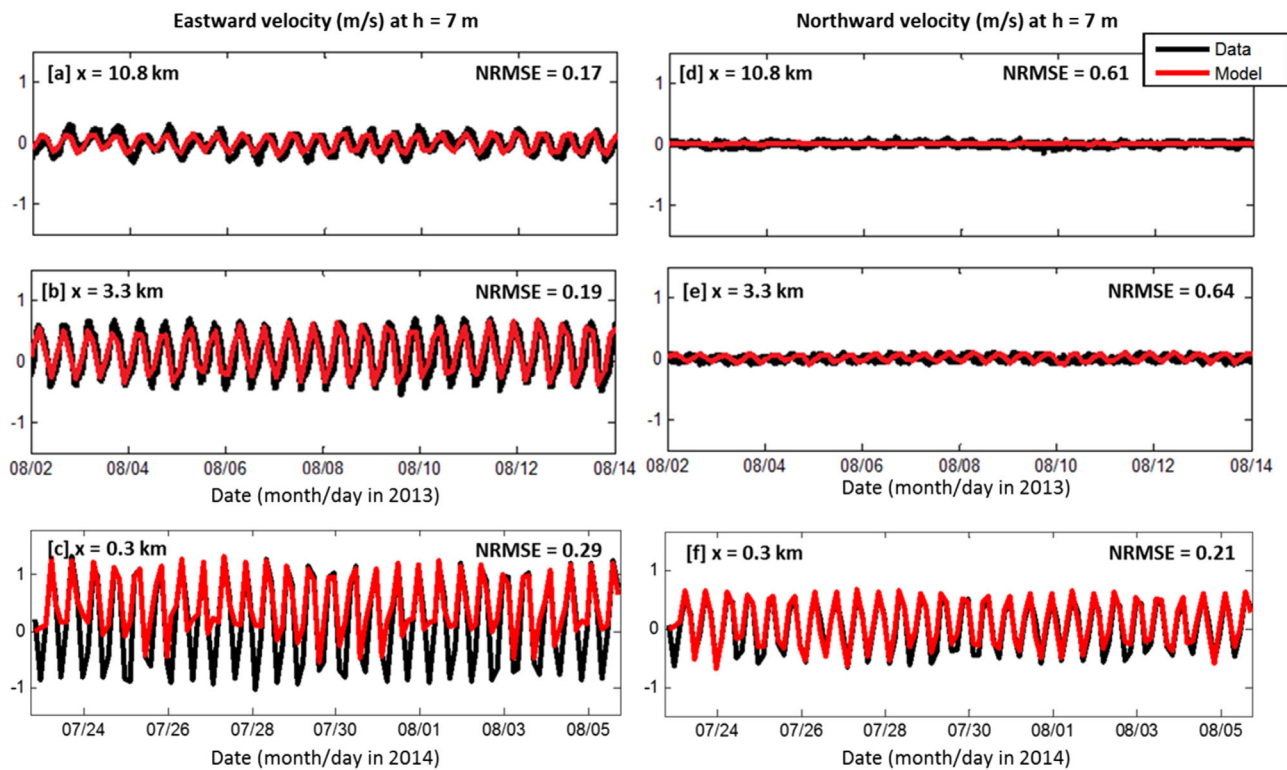 Eastward velocity (m/s) at h = 7 m
Northward velocity (m/s) at h = 7 m
Data
Model
[a] x = 10.8 km NRMSE = 0.17
1
0
-1
[d] x = 10.8 km NRMSE = 0.61
1
0
-1
[b] x = 3.3 km NRMSE = 0.19
1
0
-1
08/02 08/04 08/06 08/08 08/10 08/12 08/14
Date (month/day in 2013)
[e] x = 3.3 km NRMSE = 0.64
1
0
-1
08/02 08/04 08/06 08/08 08/10 08/12 08/14
Date (month/day in 2013)
[c] x = 0.3 km NRMSE = 0.29
1
0
-1
07/24 07/26 07/28 07/30 08/01 08/03 08/05
Date (month/day in 2014)
[f] x = 0.3 km NRMSE = 0.21
1
0
-1
07/24 07/26 07/28 07/30 08/01 08/03 08/05
Date (month/day in 2014)